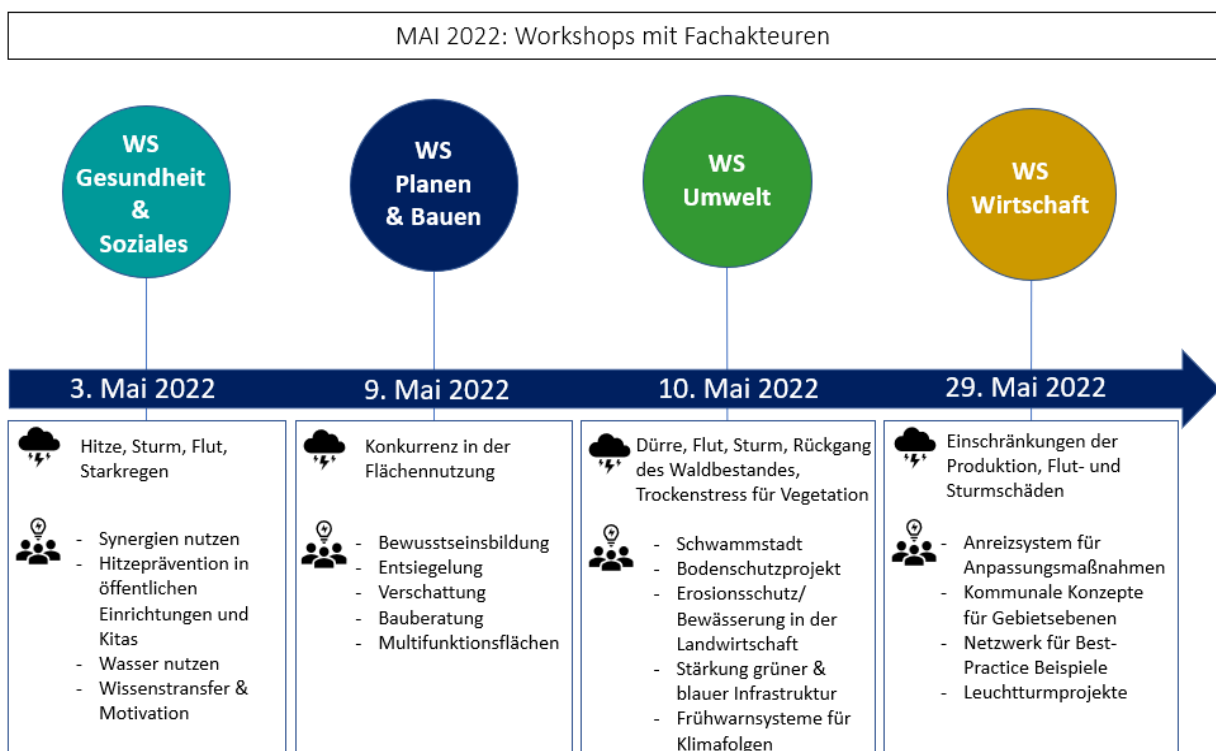 MAI 2022: Workshops mit Fachakteuren
WS
Gesundheit
&
Soziales
WS
Planen
& Bauen
WS
Umwelt
WS
Wirtschaft
3. Mai 2022
9. Mai 2022
10. Mai 2022
29. Mai 2022
Hitze, Sturm, Flut,
Starkregen
- Synergien nutzen
- Hitzeprävention in
öffentlichen
Einrichtungen und
Kitas
- Wasser nutzen
- Wissenstransfer &
Motivation
Konkurrenz in der
Flächennutzung
- Bewusstseinsbildung
- Entsiegelung
- Verschattung
- Bauberatung
- Multifunktionsflächen
Dürre, Flut, Sturm, Rückgang
des Waldbestandes,
Trockenstress für Vegetation
- Schwammstadt
- Bodenschutzprojekt
- Erosionsschutz/
Bewässerung in der
Landwirtschaft
- Stärkung grüner &
blauer Infrastruktur
- Frühwarnsysteme für
Klimafolgen
Einschränkungen der
Produktion, Flut- und
Sturmschäden
- Anreizsystem für
Anpassungsmaßnahmen
- Kommunale Konzepte
für Gebietsebenen
- Netzwerk für Best-
Practice Beispiele
- Leuchtturmprojekte